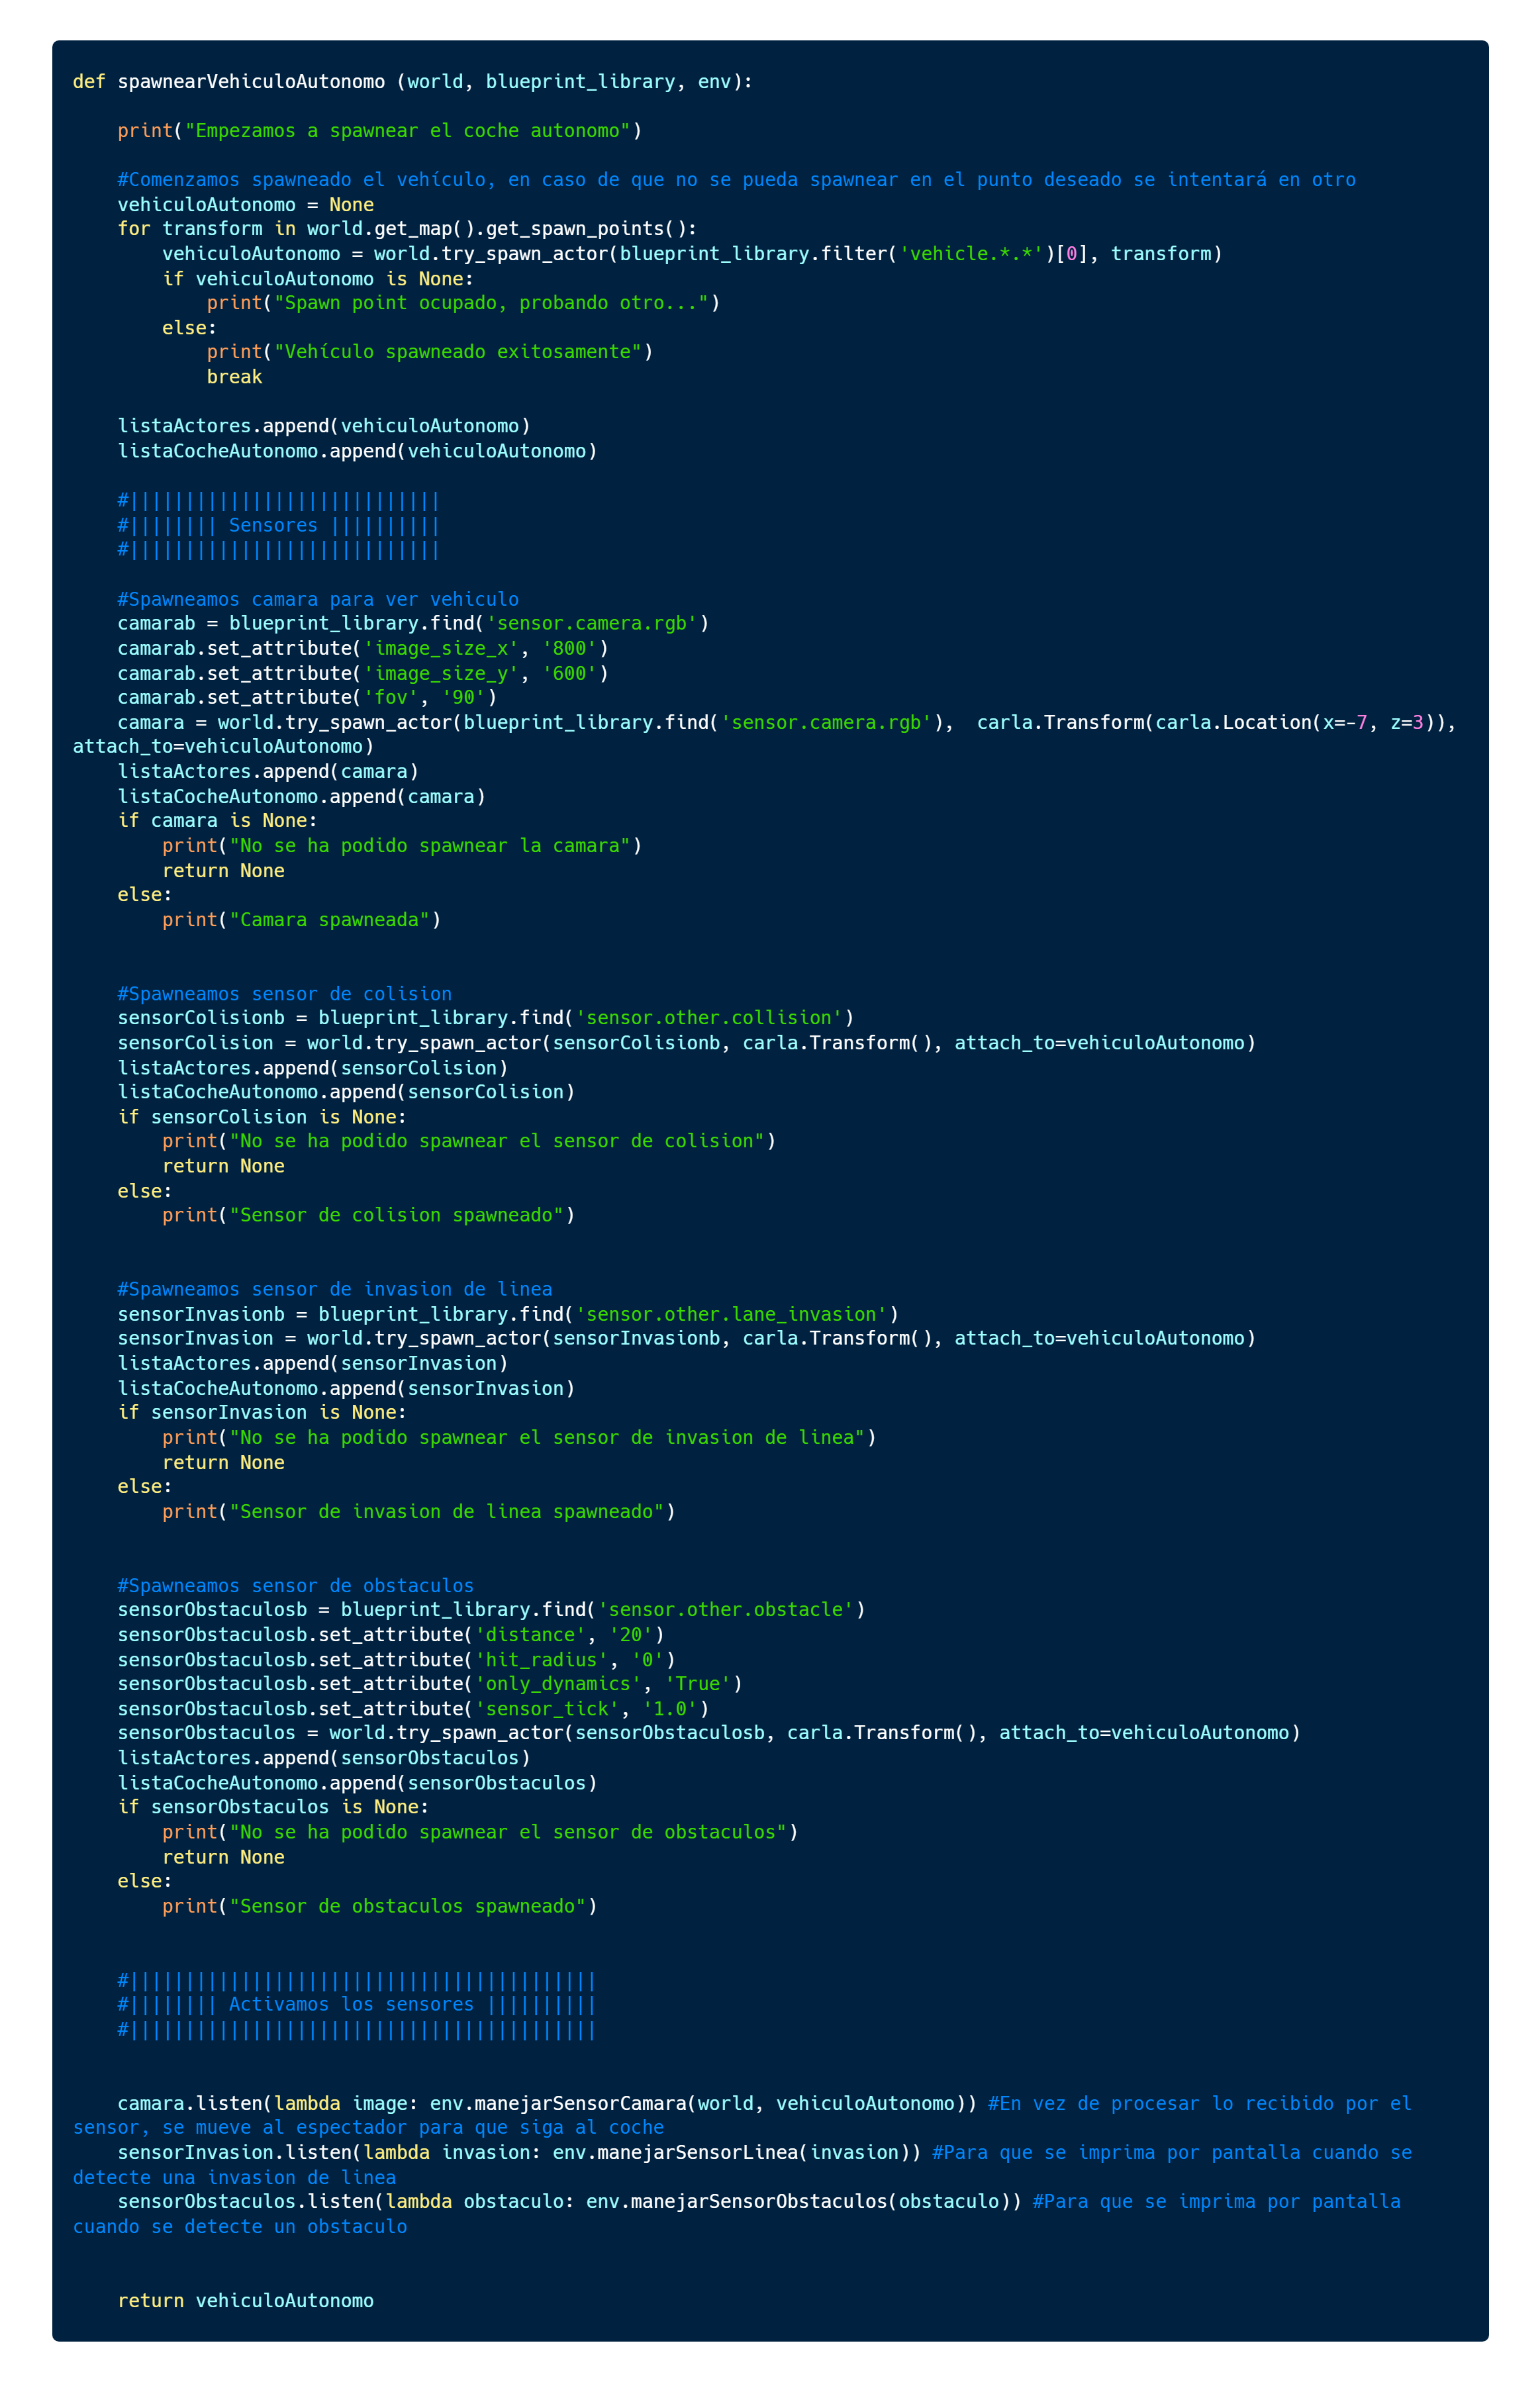 def spawnearVehiculoAutonomo (world, blueprint_library, env):

    print("Empezamos a spawnear el coche autonomo")

    #Comenzamos spawneado el vehículo, en caso de que no se pueda spawnear en el punto deseado se intentará en otro
    vehiculoAutonomo = None
    for transform in world.get_map().get_spawn_points():
        vehiculoAutonomo = world.try_spawn_actor(blueprint_library.filter('vehicle.*.*')[0], transform)
        if vehiculoAutonomo is None:
            print("Spawn point ocupado, probando otro...")
        else:
            print("Vehículo spawneado exitosamente")
            break

    listaActores.append(vehiculoAutonomo)
    listaCocheAutonomo.append(vehiculoAutonomo)

    #||||||||||||||||||||||||||||
    #|||||||| Sensores ||||||||||
    #||||||||||||||||||||||||||||

    #Spawneamos camara para ver vehiculo
    camarab = blueprint_library.find('sensor.camera.rgb')
    camarab.set_attribute('image_size_x', '800')
    camarab.set_attribute('image_size_y', '600')
    camarab.set_attribute('fov', '90')
    camara = world.try_spawn_actor(blueprint_library.find('sensor.camera.rgb'),  carla.Transform(carla.Location(x=-7, z=3)),
attach_to=vehiculoAutonomo)
    listaActores.append(camara)
    listaCocheAutonomo.append(camara)
    if camara is None:
        print("No se ha podido spawnear la camara")
        return None
    else:
        print("Camara spawneada")


    #Spawneamos sensor de colision
    sensorColisionb = blueprint_library.find('sensor.other.collision')
    sensorColision = world.try_spawn_actor(sensorColisionb, carla.Transform(), attach_to=vehiculoAutonomo)
    listaActores.append(sensorColision)
    listaCocheAutonomo.append(sensorColision)
    if sensorColision is None:
        print("No se ha podido spawnear el sensor de colision")
        return None
    else:
        print("Sensor de colision spawneado")


    #Spawneamos sensor de invasion de linea
    sensorInvasionb = blueprint_library.find('sensor.other.lane_invasion')
    sensorInvasion = world.try_spawn_actor(sensorInvasionb, carla.Transform(), attach_to=vehiculoAutonomo)
    listaActores.append(sensorInvasion)
    listaCocheAutonomo.append(sensorInvasion)
    if sensorInvasion is None:
        print("No se ha podido spawnear el sensor de invasion de linea")
        return None
    else:
        print("Sensor de invasion de linea spawneado")


    #Spawneamos sensor de obstaculos
    sensorObstaculosb = blueprint_library.find('sensor.other.obstacle')
    sensorObstaculosb.set_attribute('distance', '20')
    sensorObstaculosb.set_attribute('hit_radius', '0')
    sensorObstaculosb.set_attribute('only_dynamics', 'True')
    sensorObstaculosb.set_attribute('sensor_tick', '1.0')
    sensorObstaculos = world.try_spawn_actor(sensorObstaculosb, carla.Transform(), attach_to=vehiculoAutonomo)
    listaActores.append(sensorObstaculos)
    listaCocheAutonomo.append(sensorObstaculos)
    if sensorObstaculos is None:
        print("No se ha podido spawnear el sensor de obstaculos")
        return None
    else:
        print("Sensor de obstaculos spawneado")


    #||||||||||||||||||||||||||||||||||||||||||
    #|||||||| Activamos los sensores ||||||||||
    #||||||||||||||||||||||||||||||||||||||||||


    camara.listen(lambda image: env.manejarSensorCamara(world, vehiculoAutonomo)) #En vez de procesar lo recibido por el
sensor, se mueve al espectador para que siga al coche
    sensorInvasion.listen(lambda invasion: env.manejarSensorLinea(invasion)) #Para que se imprima por pantalla cuando se
detecte una invasion de linea
    sensorObstaculos.listen(lambda obstaculo: env.manejarSensorObstaculos(obstaculo)) #Para que se imprima por pantalla
cuando se detecte un obstaculo


    return vehiculoAutonomo